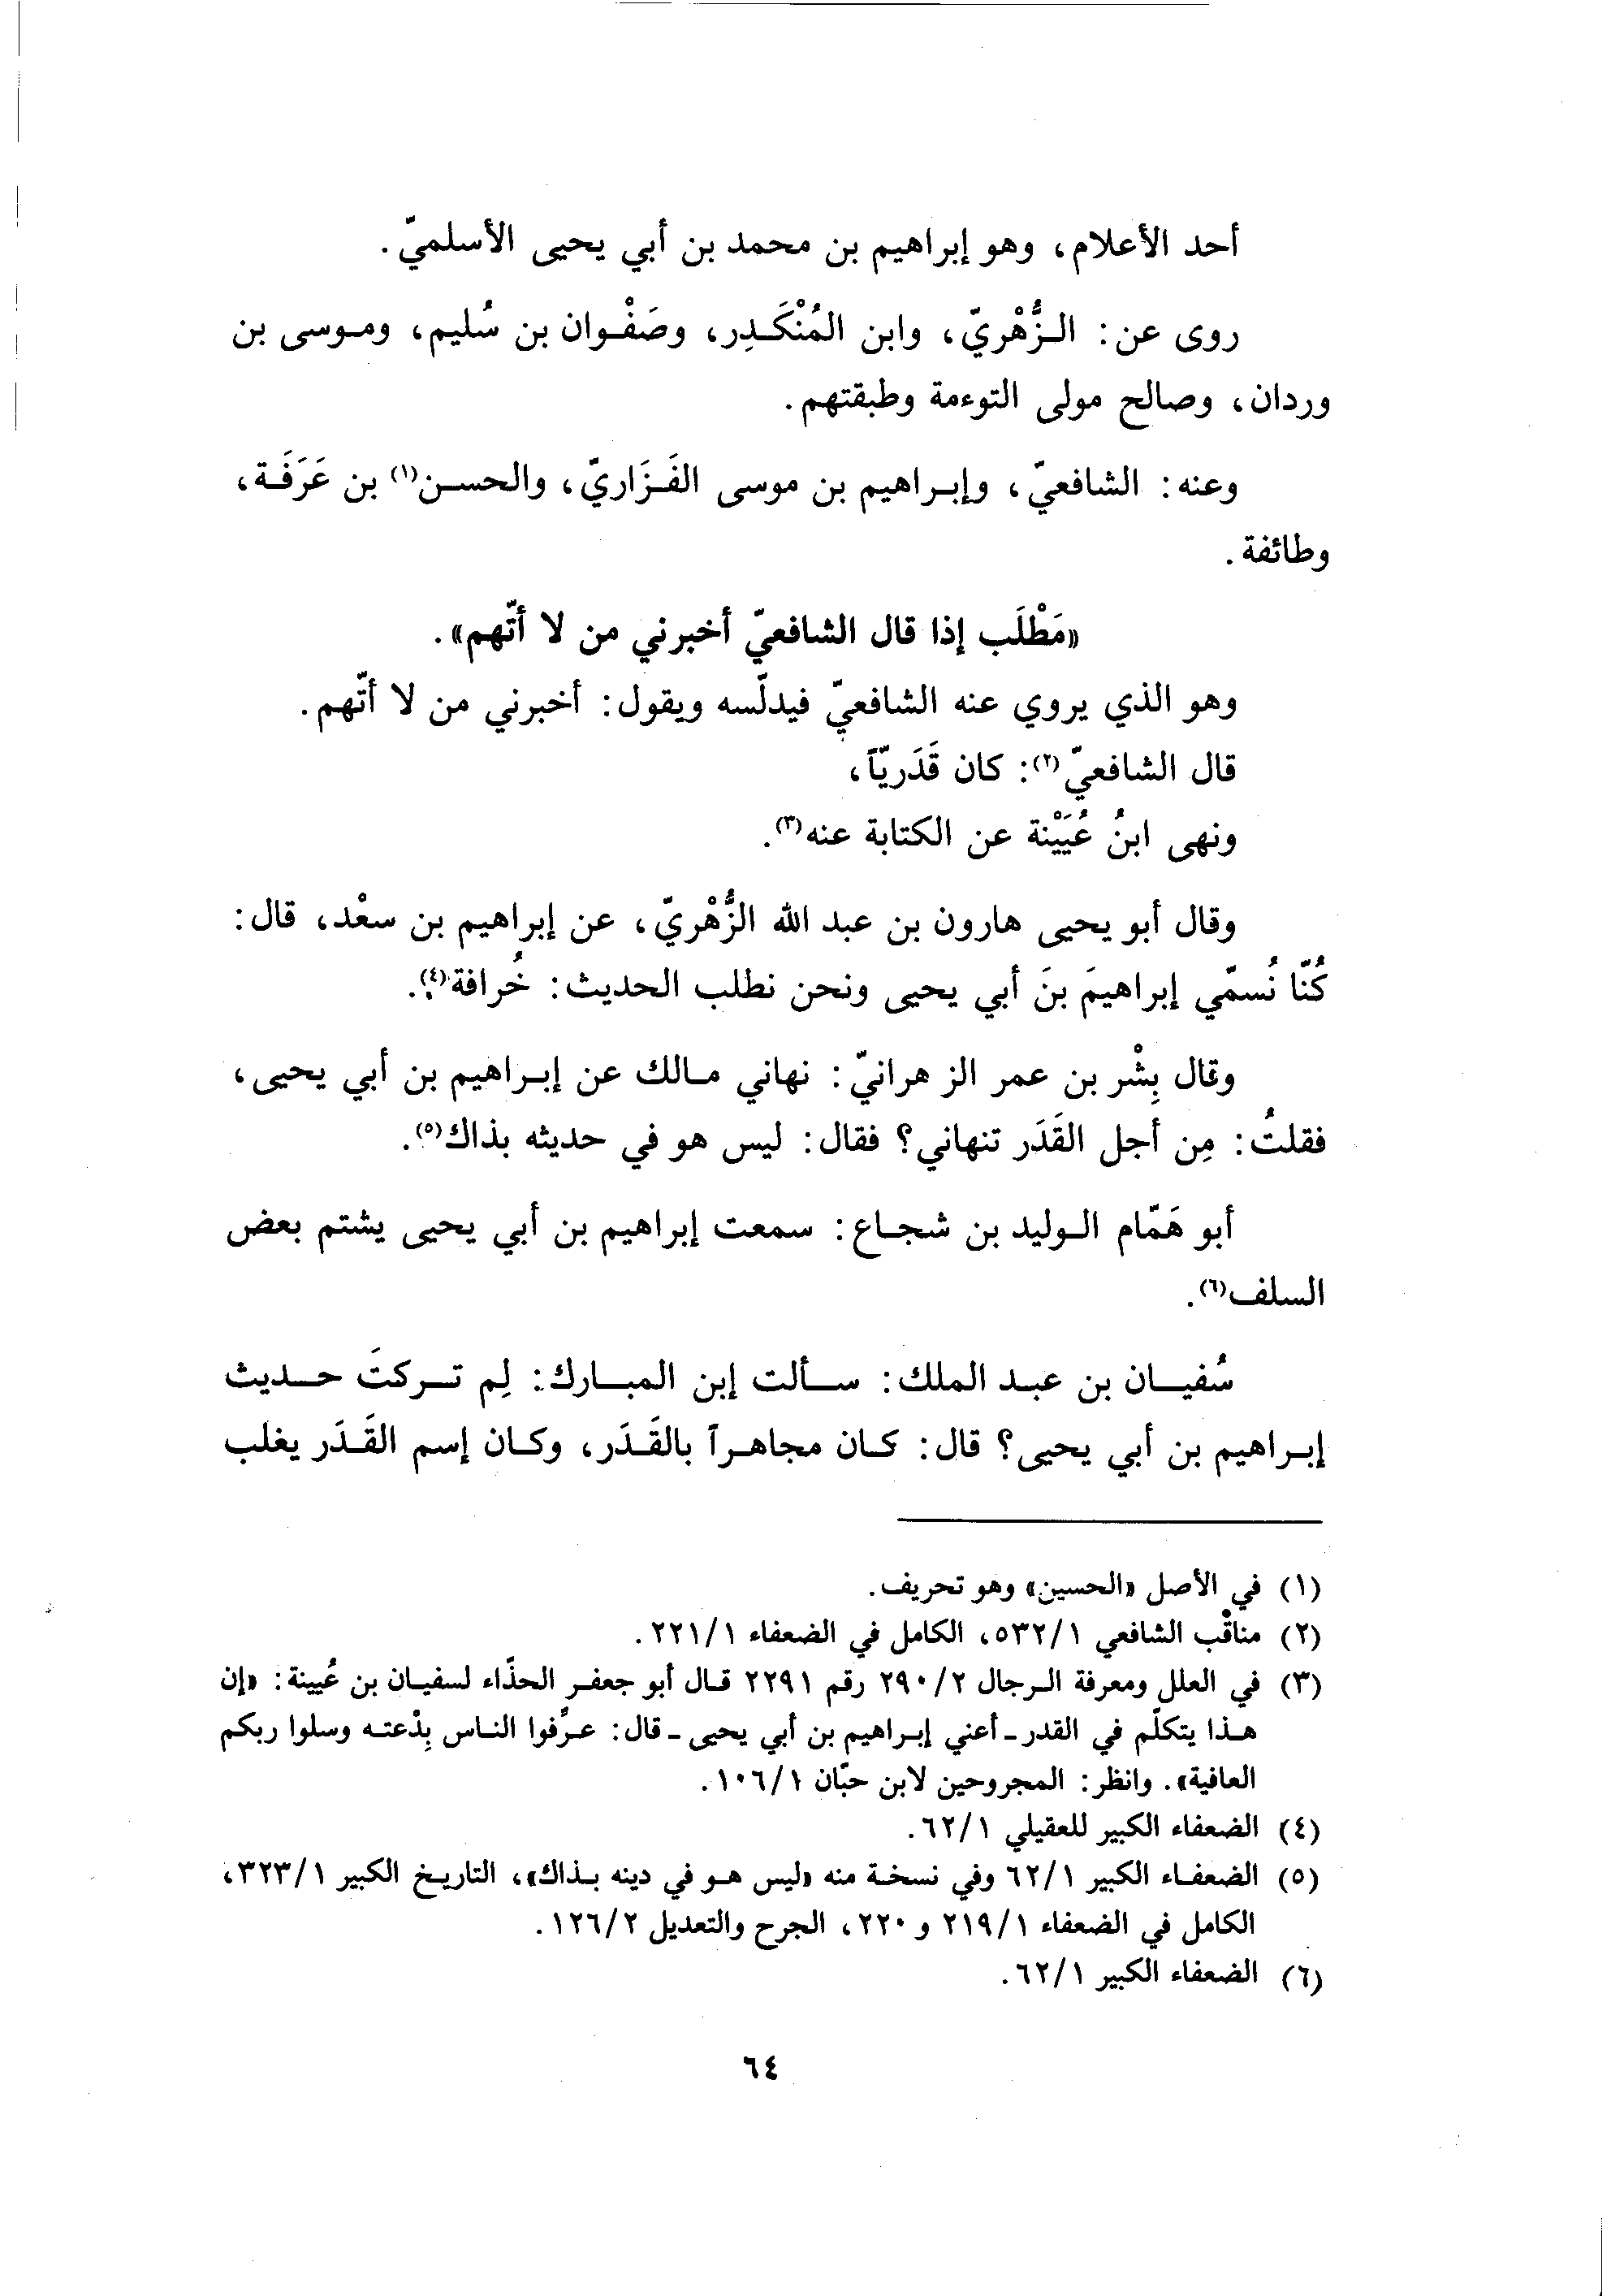 أحد الأعلام، وهو إبراهيم بن محمد بن أبي يحيى الأسلميّ.
روى عن: الزُّهْريّ، وابن المُنْكَدِر، وصَفْوان بن سُليم، وموسى بن
وردان، وصالح مولى التوءمة وطبقتهم.
وعنه: الشافعيّ، وإبراهيم بن موسى الفَزَاريّ، والحسن(١) بن عَرَفَة،
وطائفة.
«مَطْلَب إذا قال الشافعيّ أخبرني من لا أتّهم».
وهو الذي يروي عنه الشافعيّ فيدلّسه ويقول: أخبرني من لا أتّهم.
قال الشافعيّ(٢): كان قَدَريّاً،
ونهى ابنُ عُيَيْنة عن الكتابة عنه(٣).
وقال أبو يحيى هارون بن عبد الله الزُّهْريّ، عن إبراهيم بن سعْد، قال:
كُنّا نُسمّي إبراهيمَ بنَ أبي يحيى ونحن نطلب الحديث: خُرافة(٤).
وقال بِشْر بن عمر الزهرانيّ: نهاني مالك عن إبراهيم بن أبي يحيى،
فقلتُ: مِن أجل القَدَر تنهاني؟ فقال: ليس هو في حديثه بذاك(٥).
أبو هَمّام الوليد بن شجاع: سمعت إبراهيم بن أبي يحيى يشتم بعض
السلف(٦).
سُفيان بن عبد الملك: سألت إبن المبارك: لِم تركتَ حديث
إبراهيم بن أبي يحيى؟ قال: كان مجاهراً بالقَدَر، وكان إسم القَدَر يغلب
(١) في الأصل «الحسين» وهو تحريف.
(٢) مناقْب الشافعي ٥٣٢/١، الكامل في الضعفاء ٢٢١/١.
(٣) في العلل ومعرفة الرجال ٢٩٠/٢ رقم ٢٢٩١ قال أبو جعفر الحذّاء لسفيان بن عُيينة: «إن
هذا يتكلّم في القدر - أعني إبراهيم بن أبي يحيى - قال: عرِّفوا الناس بِدْعته وسلوا ربكم
العافية». وانظر: المجروحين لابن حبّان ١٠٦/١.
(٤) الضعفاء الكبير للعقيلي ٦٢/١.
(٥) الضعفاء الكبير ٦٢/١ وفي نسخة منه «ليس هو في دينه بذاك»، التاريخ الكبير ٣٢٣/١،
الكامل في الضعفاء ٢١٩/١ و ٢٢٠، الجرح والتعديل ١٢٦/٢.
(٦) الضعفاء الكبير ٦٢/١.
٦٤